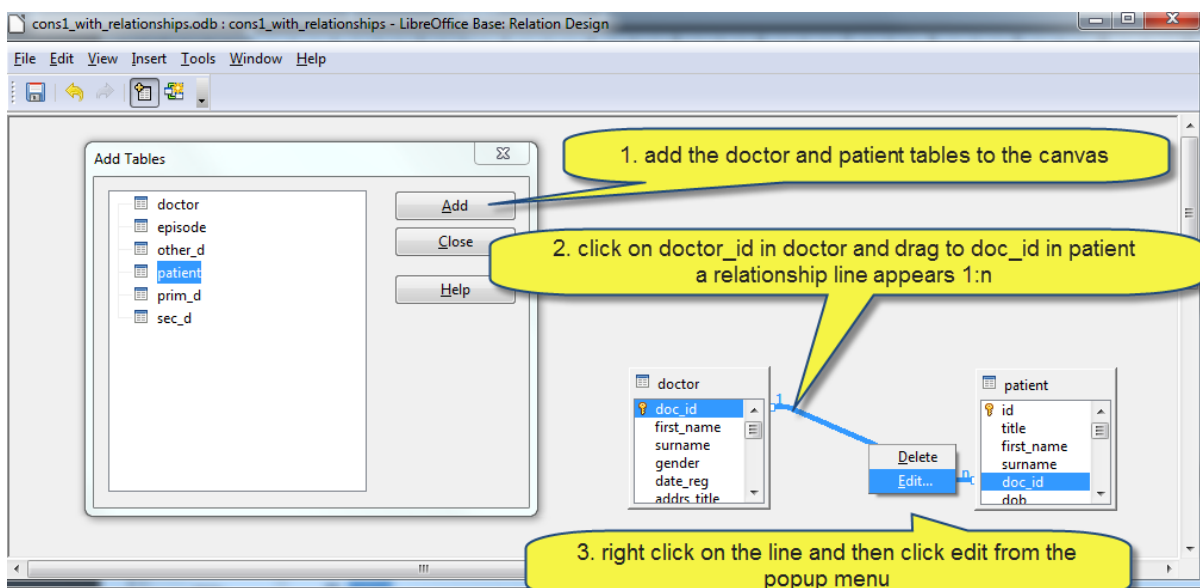 cons1_with_relationships.odb : cons1_with_relationships - LibreOffice Base: Relation Design
File Edit View Insert Tools Window Help
Add Tables
doctor
episode
other_d
patient
prim_d
sec_d
Add
Close
Help
1. add the doctor and patient tables to the canvas
2. click on doctor_id in doctor and drag to doc_id in patient
a relationship line appears 1:n
doctor
doc_id
first_name
surname
gender
date_reg
addrs_title
1
Delete
Edit...
n
patient
id
title
first_name
surname
doc_id
dob
3. right click on the line and then click edit from the
popup menu